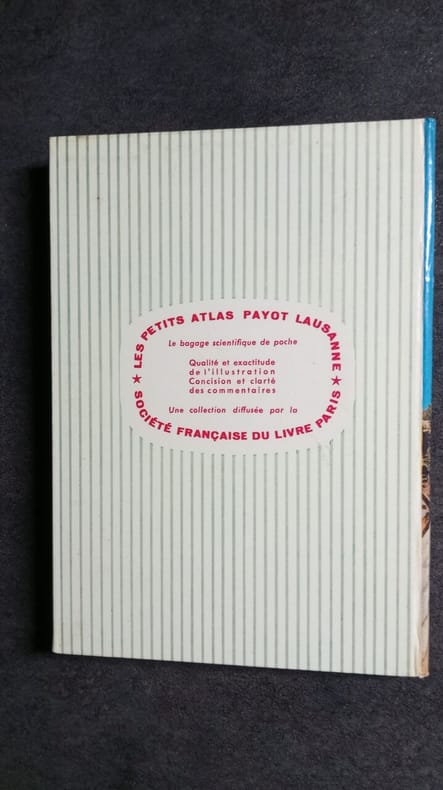 LES PETITS ATLAS PAYOT LAUSANNE
Le bagage scientifique de poche
Qualité et exactitude
de l'illustration
Concision et clarté
des commentaires
Une collection diffusée par la
★ SOCIÉTÉ FRANÇAISE DU LIVRE PARIS ★